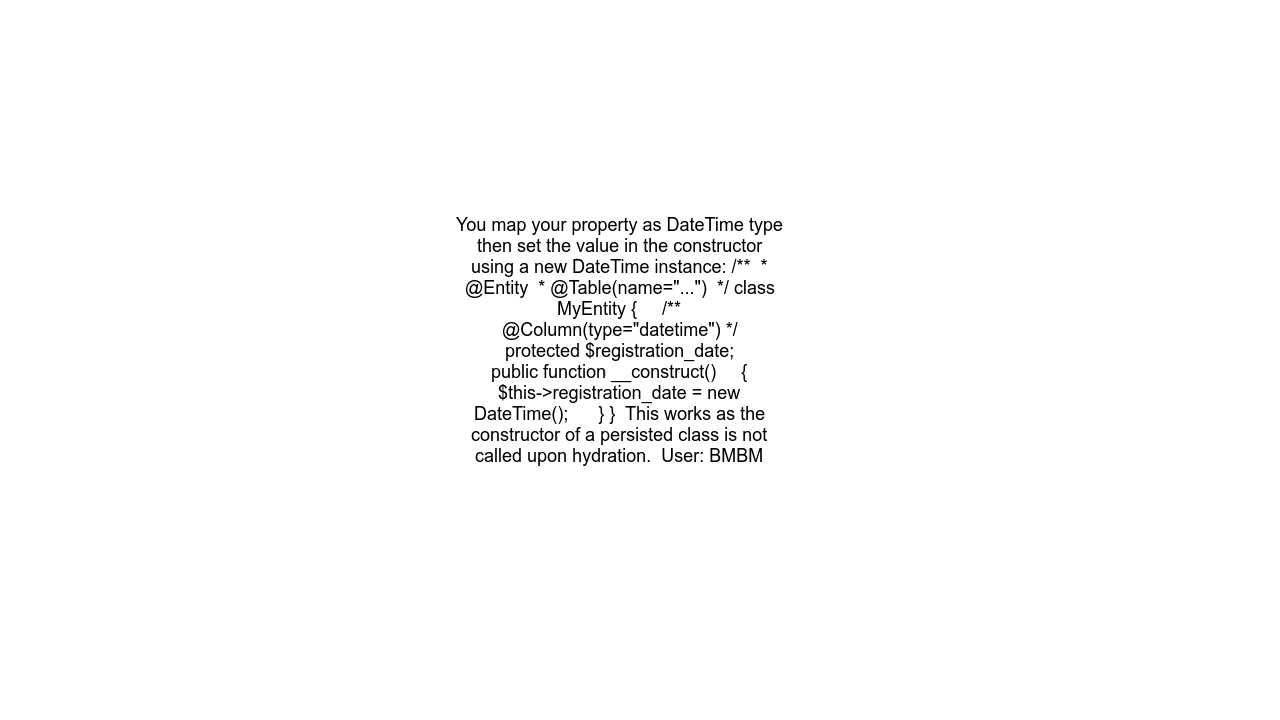 You map your property as DateTime type
then set the value in the constructor
using a new DateTime instance: /**  *
@Entity  * @Table(name="...")  */ class
MyEntity {     /**
@Column(type="datetime") */
protected $registration_date;
public function __construct()     {
$this->registration_date = new
DateTime();      } }  This works as the
constructor of a persisted class is not
called upon hydration.  User: BMBM